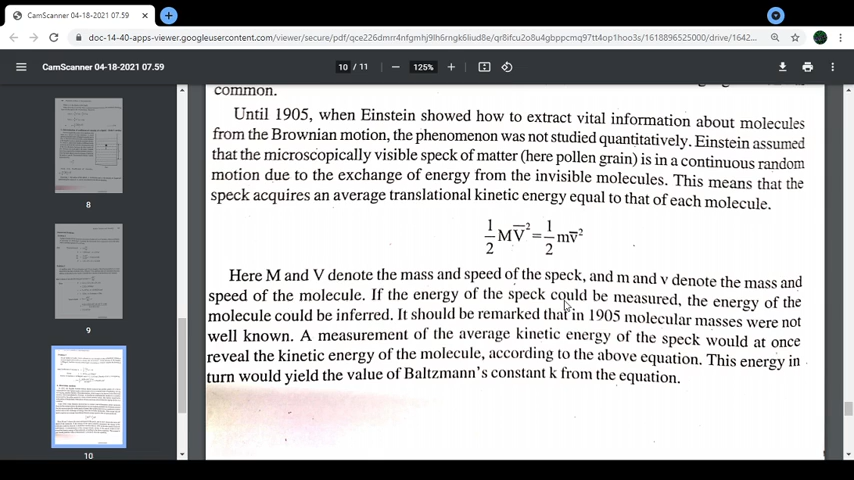 CamScanner 04-18-2021 07.59
doc-14-40-apps-viewer.googleusercontent.com/viewer/secure/pdf/qce226dmrr4nfgmhj9lh6rngk6liud8e/qr8ifcu2o8u4gbppcmq97tt4op1hoo3s/1618896525000/drive/1642...
CamScanner 04-18-2021 07.59
10 / 11
125%
common.
Until 1905, when Einstein showed how to extract vital information about molecules
from the Brownian motion, the phenomenon was not studied quantitatively. Einstein assumed
that the microscopically visible speck of matter (here pollen grain) is in a continuous random
motion due to the exchange of energy from the invisible molecules. This means that the
speck acquires an average translational kinetic energy equal to that of each molecule.
½ MV̅² = ½ mv̅²
Here M and V denote the mass and speed of the speck, and m and v denote the mass and
speed of the molecule. If the energy of the speck could be measured, the energy of the
molecule could be inferred. It should be remarked that in 1905 molecular masses were not
well known. A measurement of the average kinetic energy of the speck would at once
reveal the kinetic energy of the molecule, according to the above equation. This energy in
turn would yield the value of Baltzmann's constant k from the equation.
8
9
10